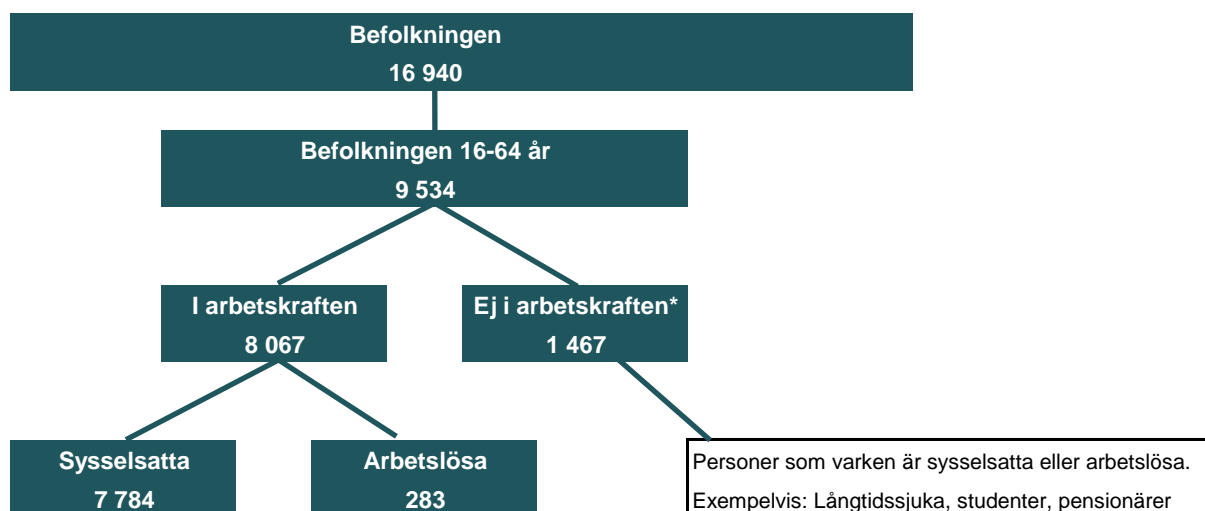 Befolkningen
16 940
Befolkningen 16-64 år
9 534
I arbetskraften
8 067
Ej i arbetskraften*
1 467
Sysselsatta
7 784
Arbetslösa
283
Personer som varken är sysselsatta eller arbetslösa.
Exempelvis: Långtidssjuka, studenter, pensionärer